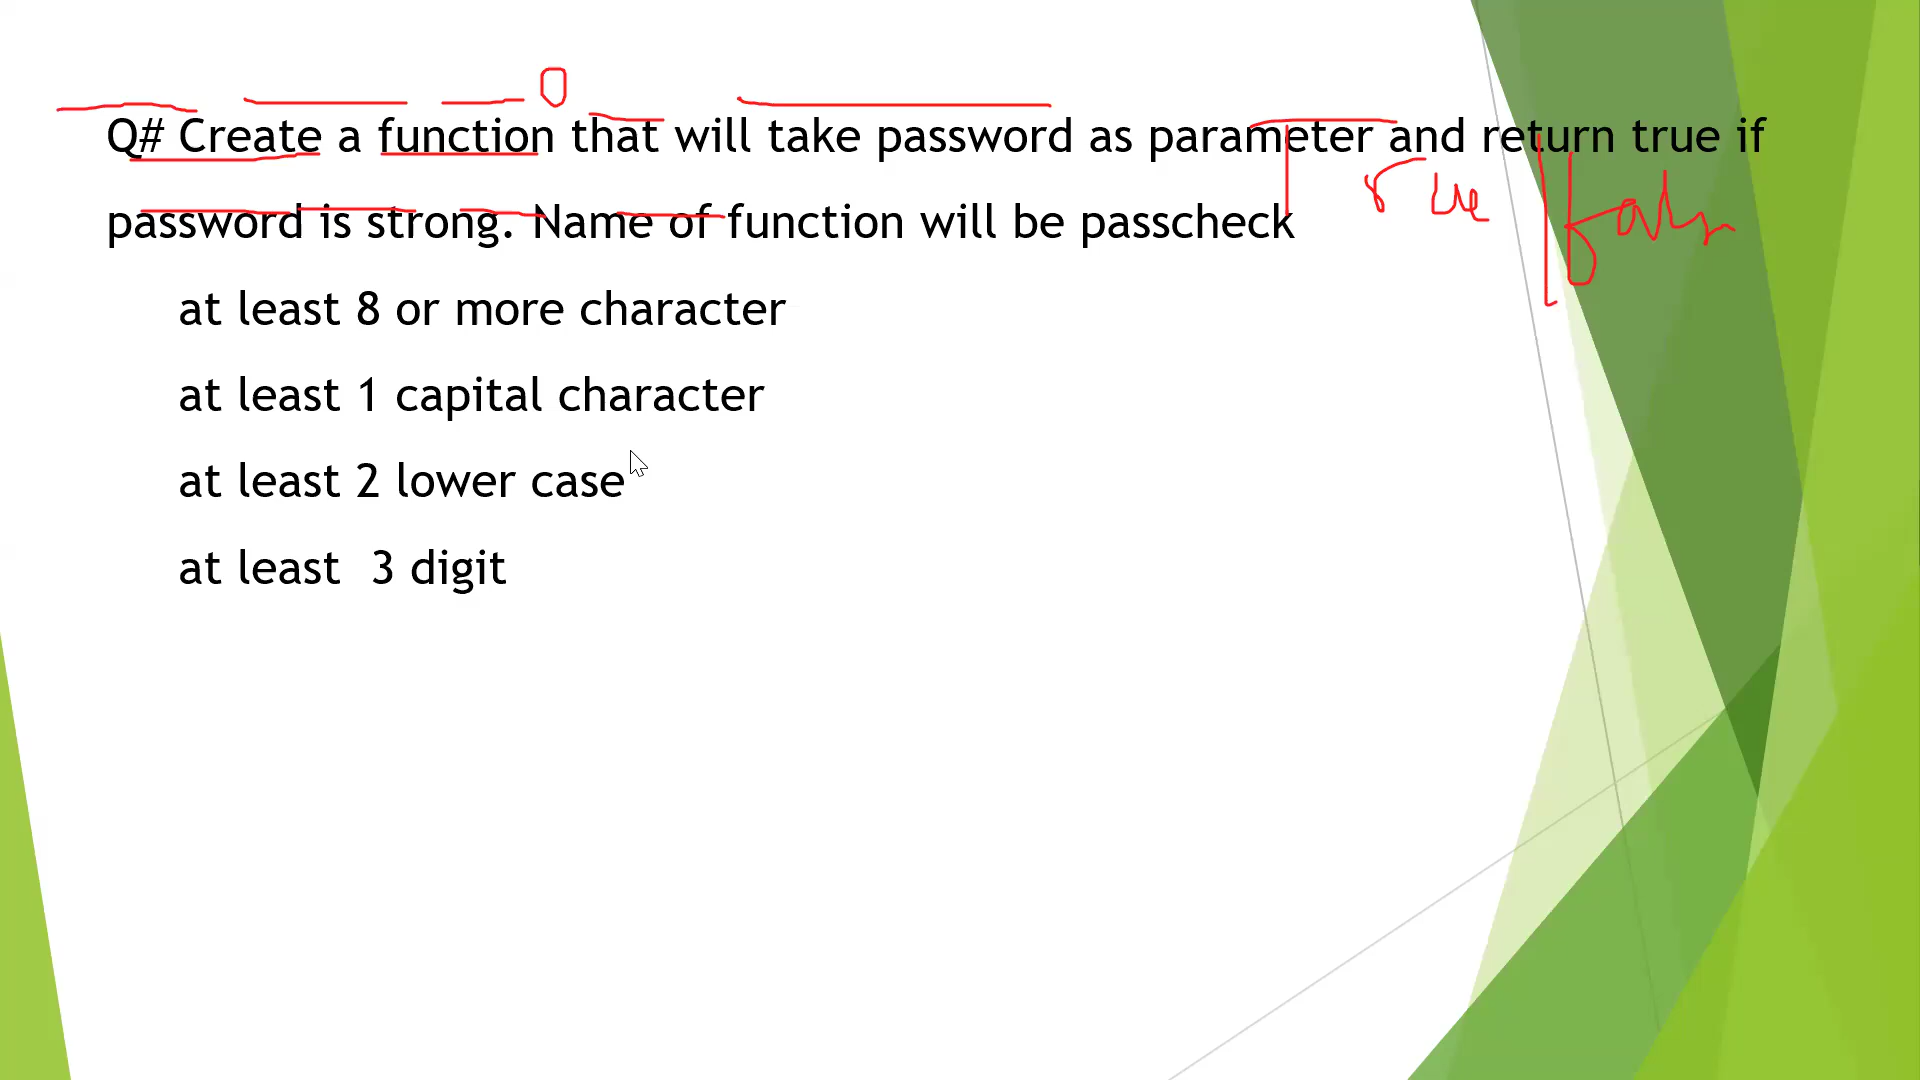 Q# Create a function that will take password as parameter and return true if
password is strong. Name of function will be passcheck
True | false
at least 8 or more character
at least 1 capital character
at least 2 lower case
at least  3 digit